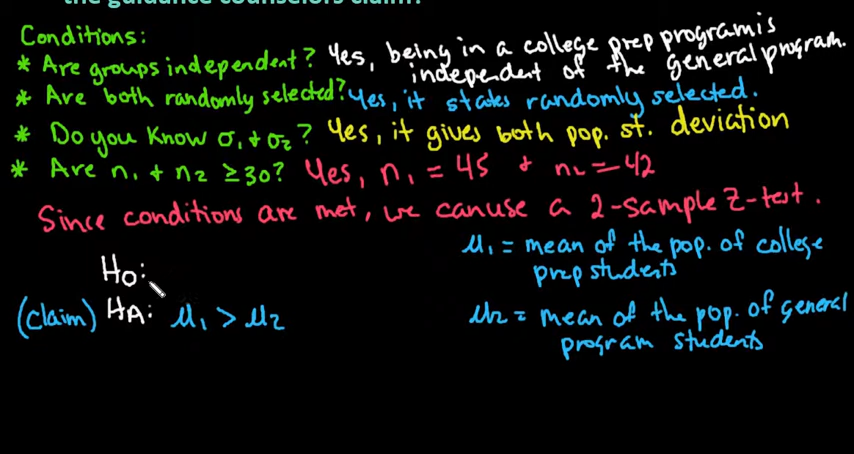 the guidance counselors claim?
Conditions:
* Are groups independent? Yes, being in a college prep program is
independent of the general program.
* Are both randomly selected? Yes, it states randomly selected.
* Do you know σ₁ + σ₂? Yes, it gives both pop. st. deviation
* Are n₁ + n₂ ≥30? Yes, n₁ = 45 + n₂ = 42
Since conditions are met, we can use a 2-sample Z-test.
μ₁ = mean of the pop. of college
prep students
H₀:
(claim) HA: μ₁ > μ₂
μ₂ = mean of the pop. of general
program students